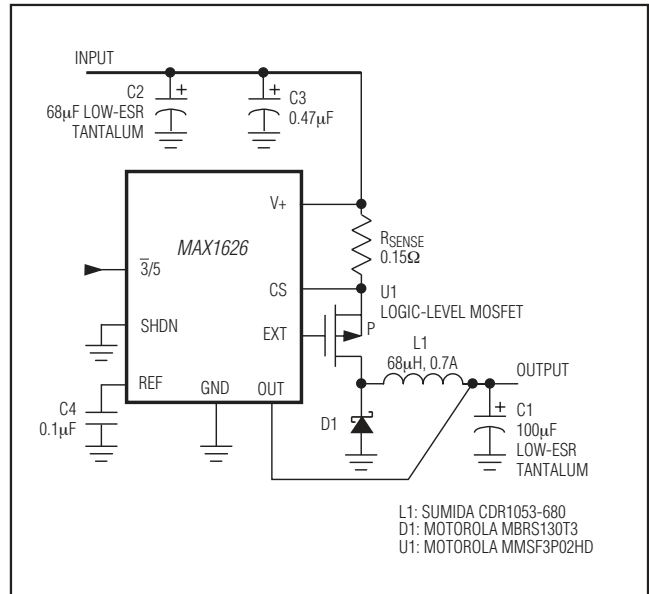 INPUT
C2
68µF LOW-ESR
TANTALUM
+
C3
0.47µF
+
MAX1626
V+
3̅/5
CS
SHDN
EXT
REF
GND
OUT
RSENSE
0.15Ω
U1
LOGIC-LEVEL MOSFET
P
L1
68µH, 0.7A
OUTPUT
D1
+
C1
100µF
LOW-ESR
TANTALUM
C4
0.1µF
L1: SUMIDA CDR1053-680
D1: MOTOROLA MBRS130T3
U1: MOTOROLA MMSF3P02HD